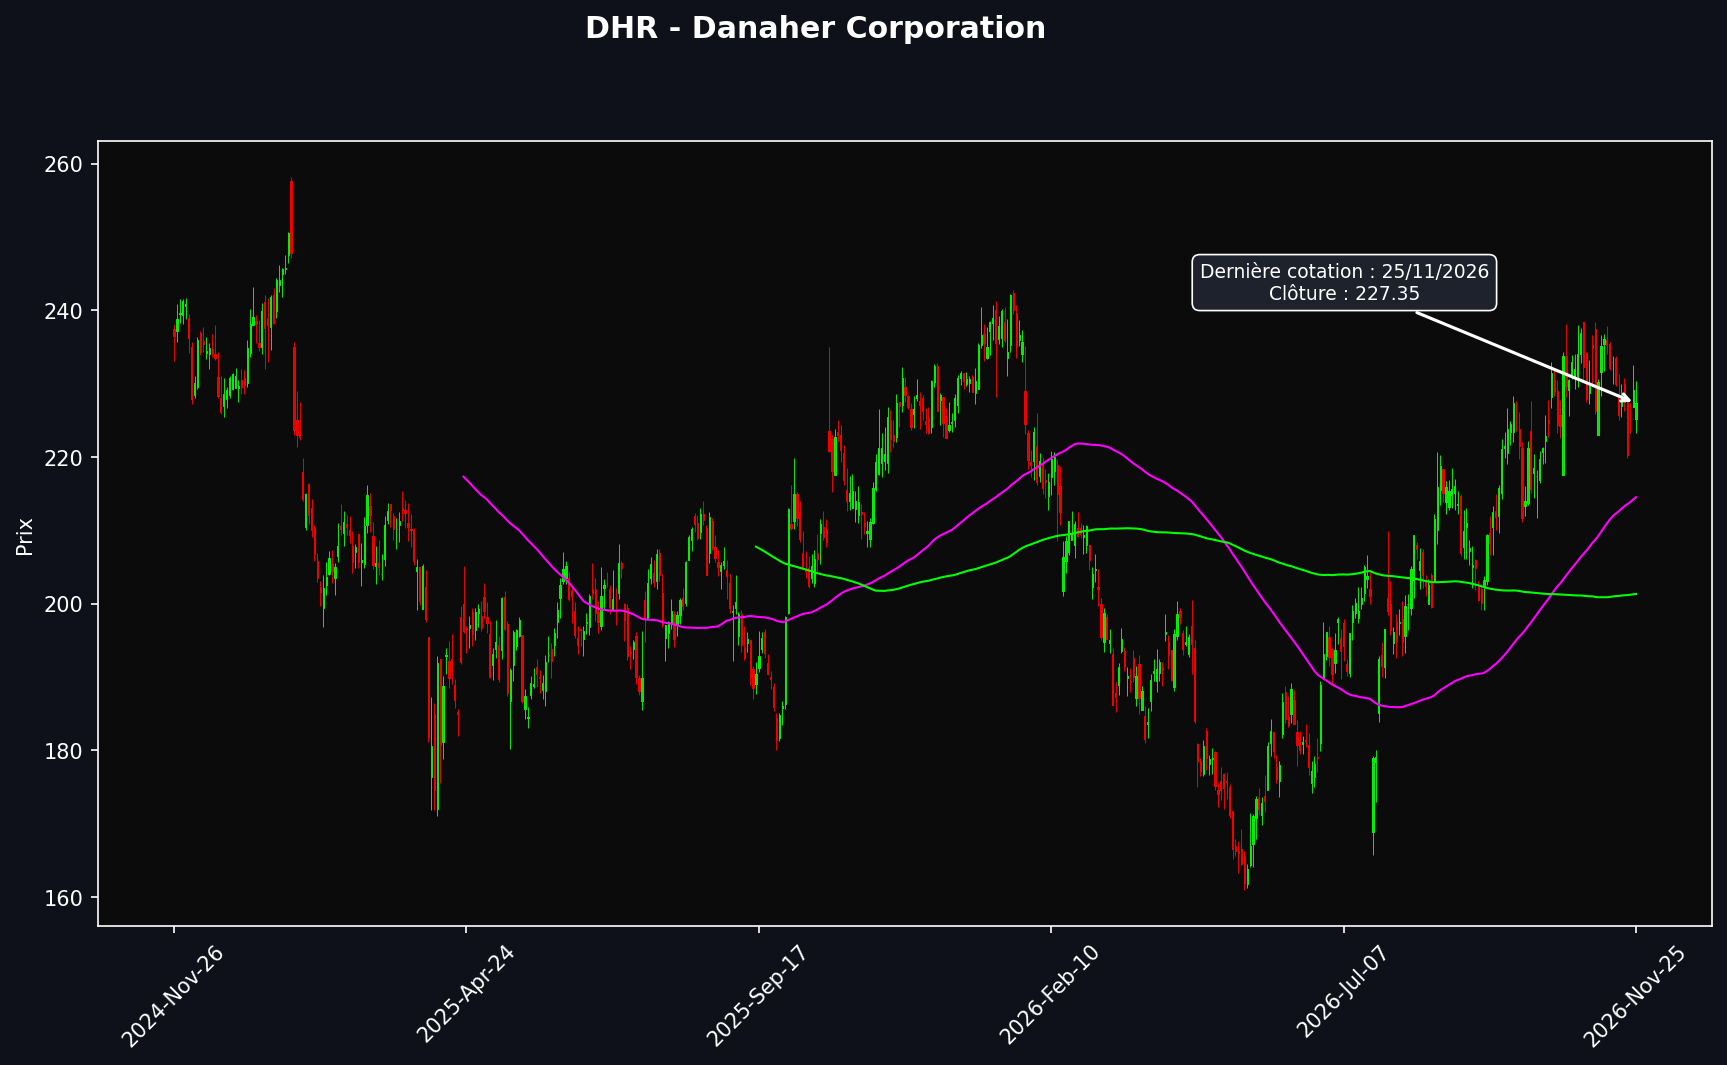 DHR - Danaher Corporation
Prix
260
240
220
200
180
160
Dernière cotation : 25/11/2026
Clôture : 227.35
2024-Nov-26
2025-Apr-24
2025-Sep-17
2026-Feb-10
2026-Jul-07
2026-Nov-25